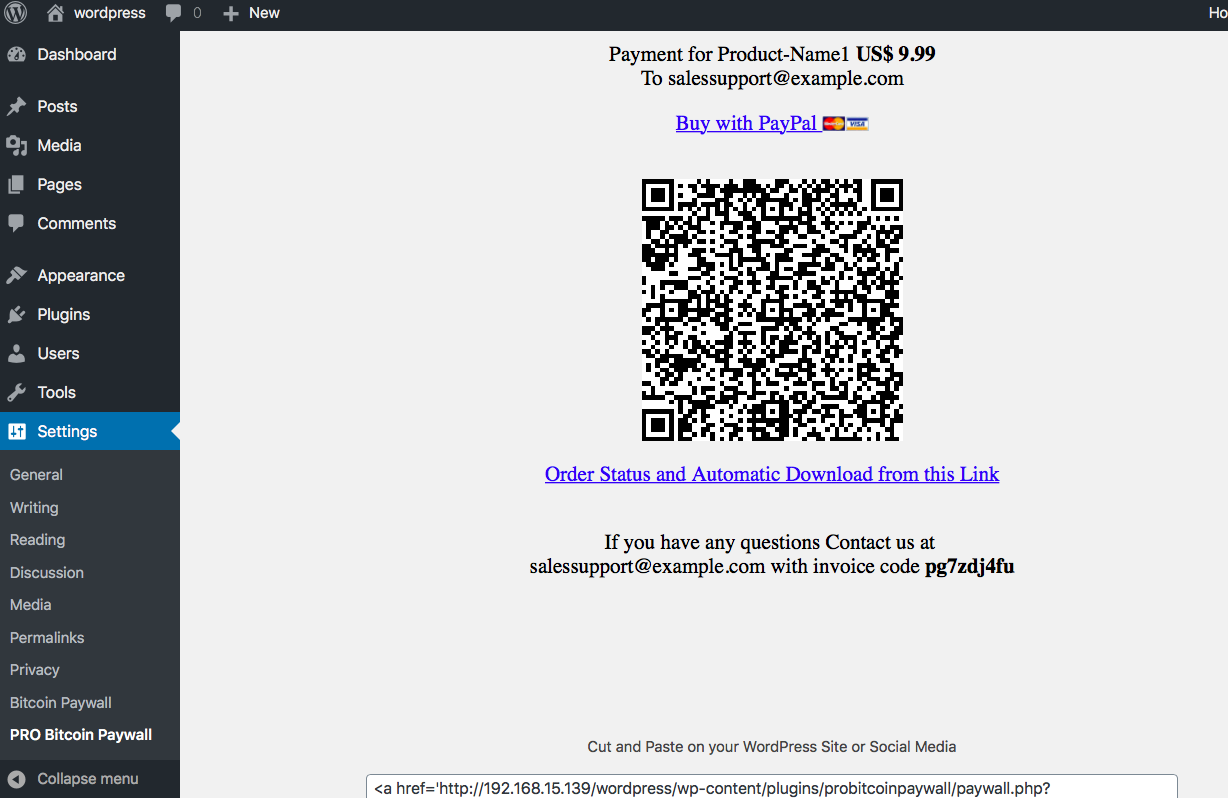 wordpress 0 New Ho
Dashboard
Posts
Media
Pages
Comments
Appearance
Plugins
Users
Tools
Settings
General
Writing
Reading
Discussion
Media
Permalinks
Privacy
Bitcoin Paywall
PRO Bitcoin Paywall
Collapse menu
Payment for Product-Name1 US$ 9.99
To salessupport@example.com
Buy with PayPal MasterCard VISA
Order Status and Automatic Download from this Link
If you have any questions Contact us at
salessupport@example.com with invoice code pg7zdj4fu
Cut and Paste on your WordPress Site or Social Media
<a href='http://192.168.15.139/wordpress/wp-content/plugins/probitcoinpaywall/paywall.php?